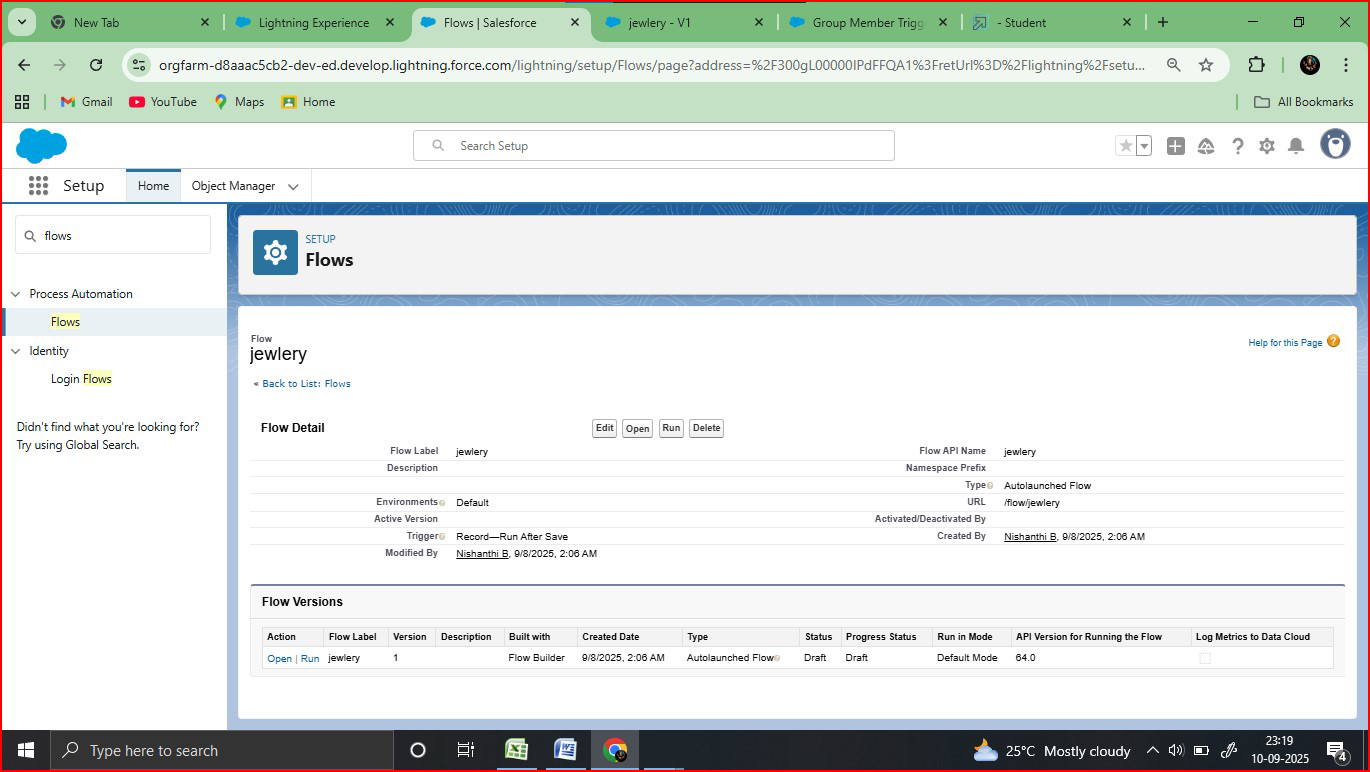 New Tab
Lightning Experience
Flows | Salesforce
jewlery - V1
Group Member Trigg
- Student
orgfarm-d8aaac5cb2-dev-ed.develop.lightning.force.com/lightning/setup/Flows/page?address=%2F300gL00000IPdFFQA1%3FretUrl%3D%2Flightning%2Fsetu...
Gmail
YouTube
Maps
Home
All Bookmarks
Search Setup
Setup
Home
Object Manager
flows
Process Automation
Flows
Identity
Login Flows
Didn't find what you're looking for?
Try using Global Search.
SETUP
Flows
Flow
jewlery
Help for this Page ?
« Back to List: Flows
Flow Detail
Edit Open Run Delete
Flow Label jewlery Flow API Name jewlery
Description Namespace Prefix
Type Autolaunched Flow
Environments Default URL /flow/jewlery
Active Version Activated/Deactivated By
Trigger Record—Run After Save Created By Nishanthi B, 9/8/2025, 2:06 AM
Modified By Nishanthi B, 9/8/2025, 2:06 AM
Flow Versions
Action Flow Label Version Description Built with Created Date Type Status Progress Status Run in Mode API Version for Running the Flow Log Metrics to Data Cloud
Open | Run jewlery 1 Flow Builder 9/8/2025, 2:06 AM Autolaunched Flow Draft Draft Default Mode 64.0
Type here to search
25°C Mostly cloudy
23:19
10-09-2025
4